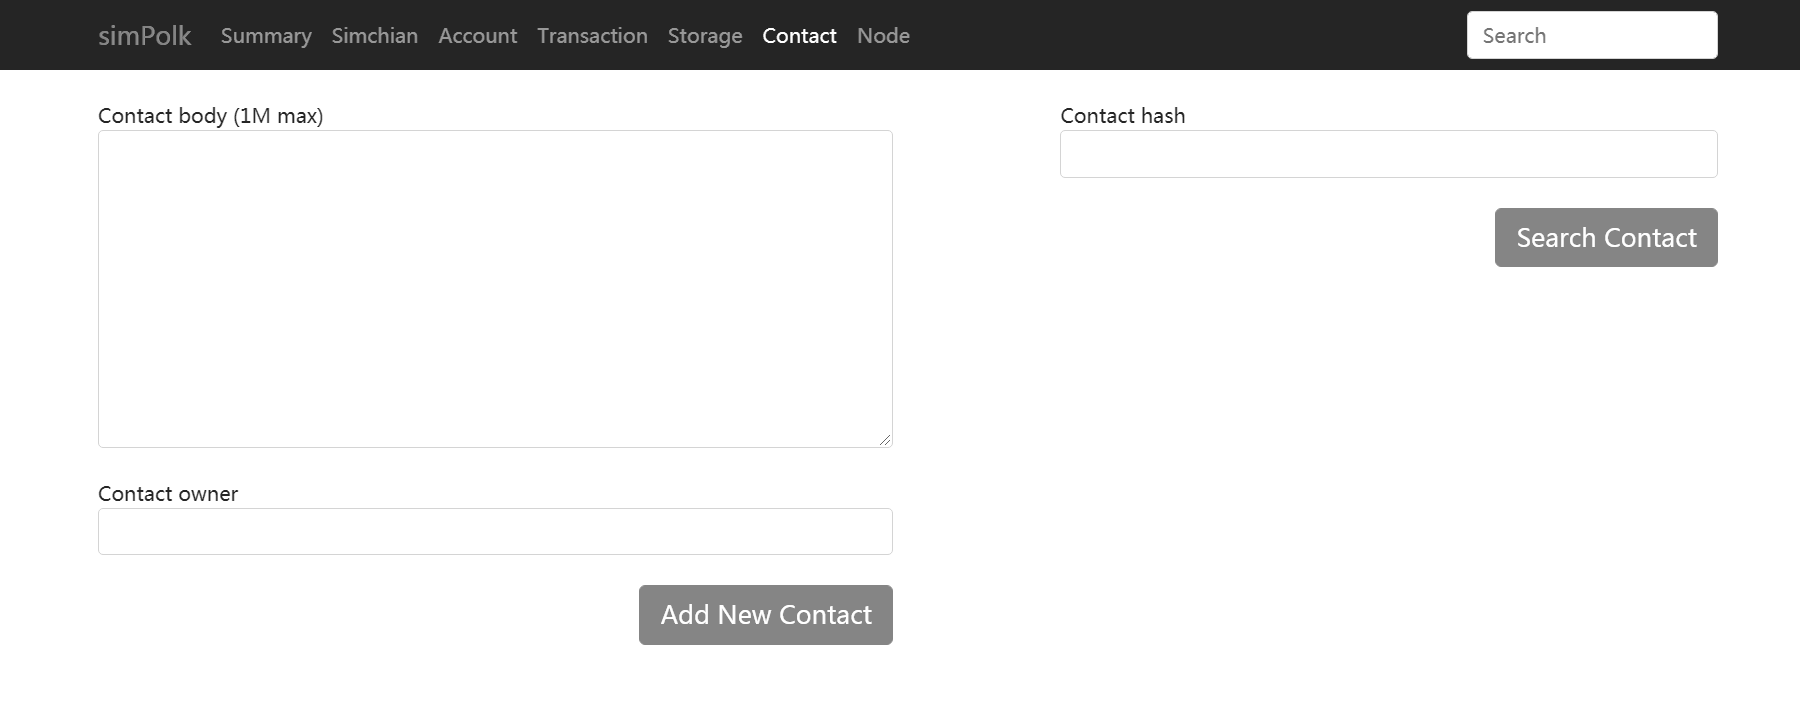 simPolk Summary Simchian Account Transaction Storage Contact Node Search
Contact body (1M max)
Contact hash
Search Contact
Contact owner
Add New Contact